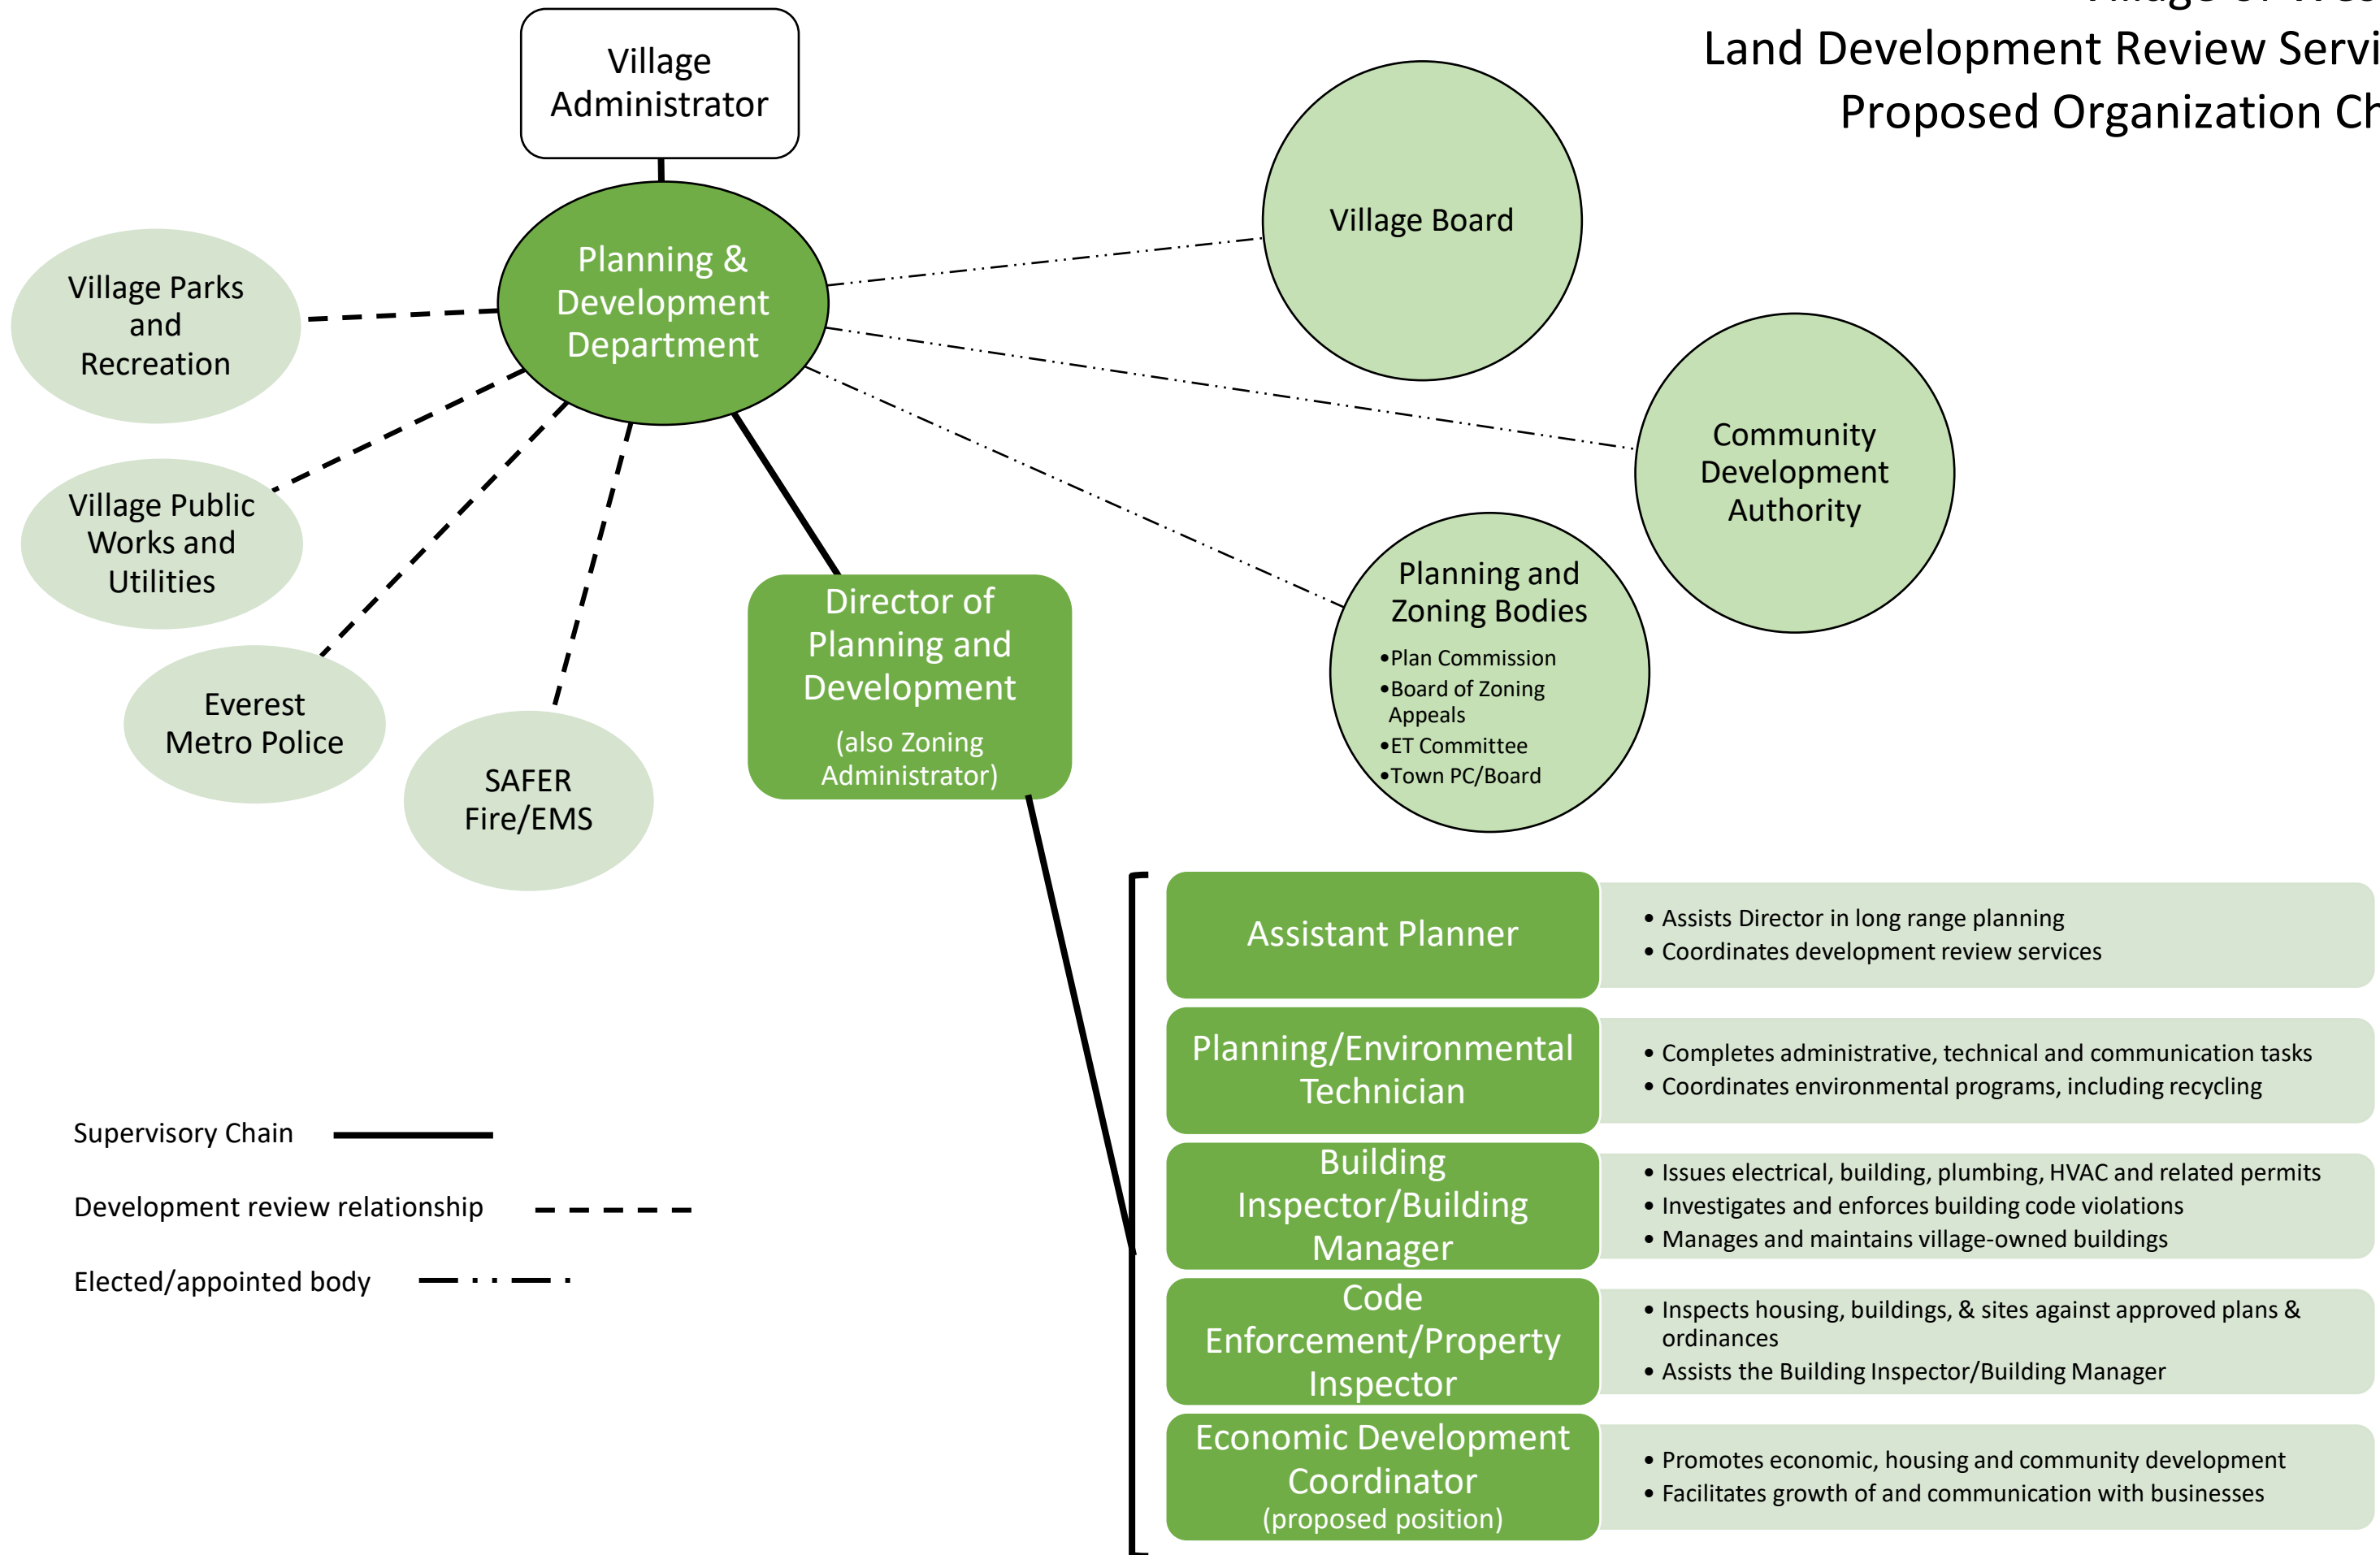 Land Development Review Servi
Proposed Organization Ch
Village
Administrator
Planning &
Development
Department
Village Board
Village Parks
and
Recreation
Community
Development
Authority
Village Public
Works and
Utilities
Planning and
Zoning Bodies
•Plan Commission
•Board of Zoning
Appeals
•ET Committee
•Town PC/Board
Director of
Planning and
Development
(also Zoning
Administrator)
Everest
Metro Police
SAFER
Fire/EMS
Assistant Planner
• Assists Director in long range planning
• Coordinates development review services
Planning/Environmental
Technician
• Completes administrative, technical and communication tasks
• Coordinates environmental programs, including recycling
Building
Inspector/Building
Manager
• Issues electrical, building, plumbing, HVAC and related permits
• Investigates and enforces building code violations
• Manages and maintains village-owned buildings
Code
Enforcement/Property
Inspector
• Inspects housing, buildings, & sites against approved plans &
ordinances
• Assists the Building Inspector/Building Manager
Economic Development
Coordinator
(proposed position)
• Promotes economic, housing and community development
• Facilitates growth of and communication with businesses
Supervisory Chain
Development review relationship
Elected/appointed body